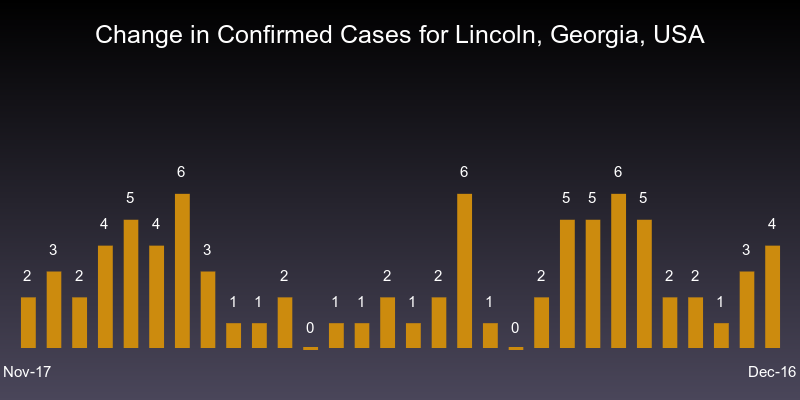 Change in Confirmed Cases for Lincoln, Georgia, USA
2 3 2 4 5 4 6 3 1 1 2 0 1 1 2 1 2 6 1 0 2 5 5 6 5 2 2 1 3 4
Nov-17 Dec-16